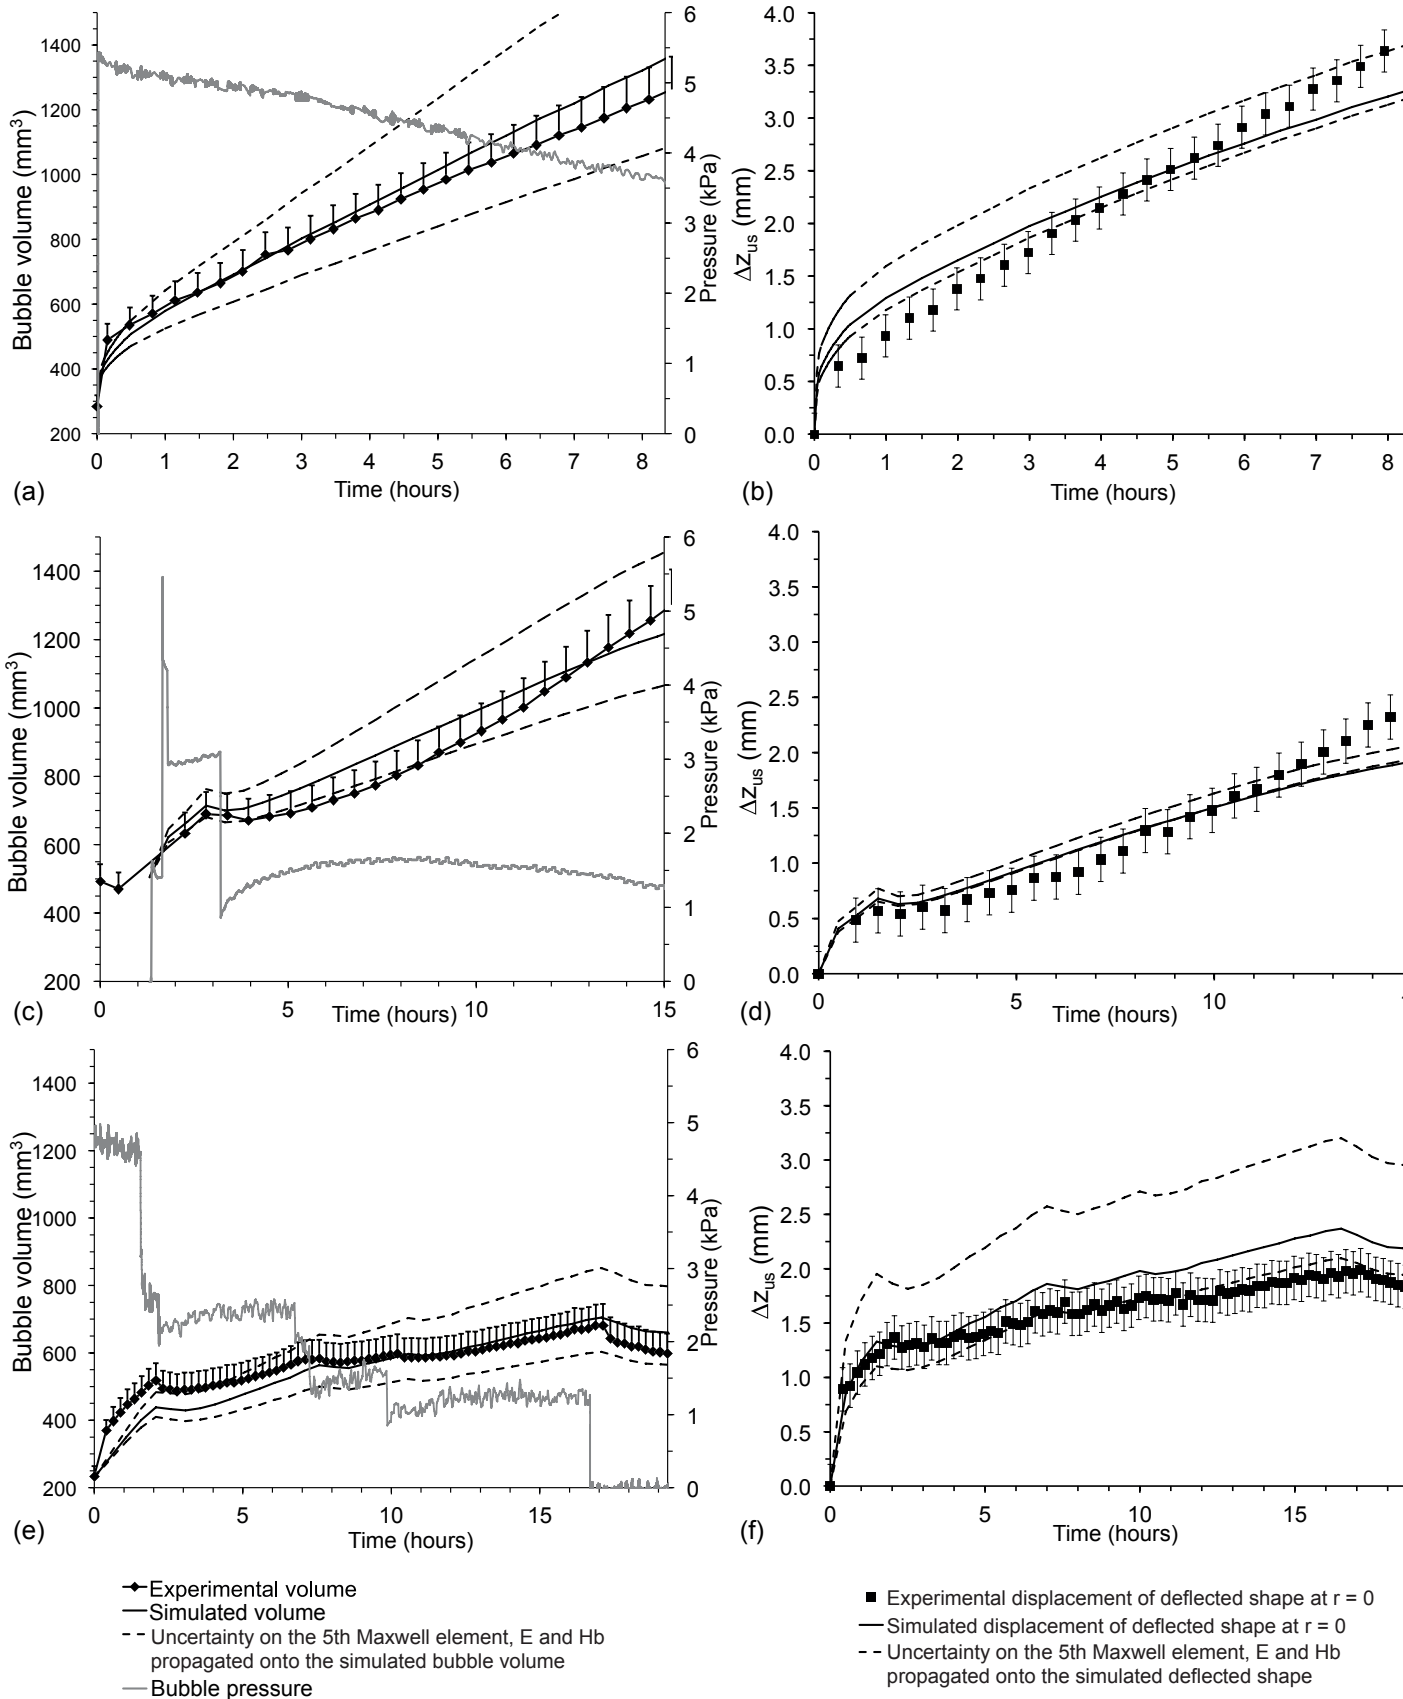 1400
1200
1000
800
600
400
200
Bubble volume (mm³)
6
5
4
3
2
1
0
Pressure (kPa)
0 1 2 3 4 5 6 7 8
Time (hours)
(a)
4.0
3.5
3.0
2.5
2.0
1.5
1.0
0.5
0.0
Δz_us (mm)
0 1 2 3 4 5 6 7 8
Time (hours)
(b)
1400
1200
1000
800
600
400
200
Bubble volume (mm³)
6
5
4
3
2
1
0
Pressure (kPa)
0 5 10 15
Time (hours)
(c)
4.0
3.5
3.0
2.5
2.0
1.5
1.0
0.5
0.0
Δz_us (mm)
0 5 10
Time (hours)
(d)
1400
1200
1000
800
600
400
200
Bubble volume (mm³)
6
5
4
3
2
1
0
Pressure (kPa)
0 5 10 15
Time (hours)
(e)
4.0
3.5
3.0
2.5
2.0
1.5
1.0
0.5
0.0
Δz_us (mm)
0 5 10 15
Time (hours)
(f)
Experimental volume
Simulated volume
Uncertainty on the 5th Maxwell element, E and Hb
propagated onto the simulated bubble volume
Bubble pressure
Experimental displacement of deflected shape at r = 0
Simulated displacement of deflected shape at r = 0
Uncertainty on the 5th Maxwell element, E and Hb
propagated onto the simulated deflected shape